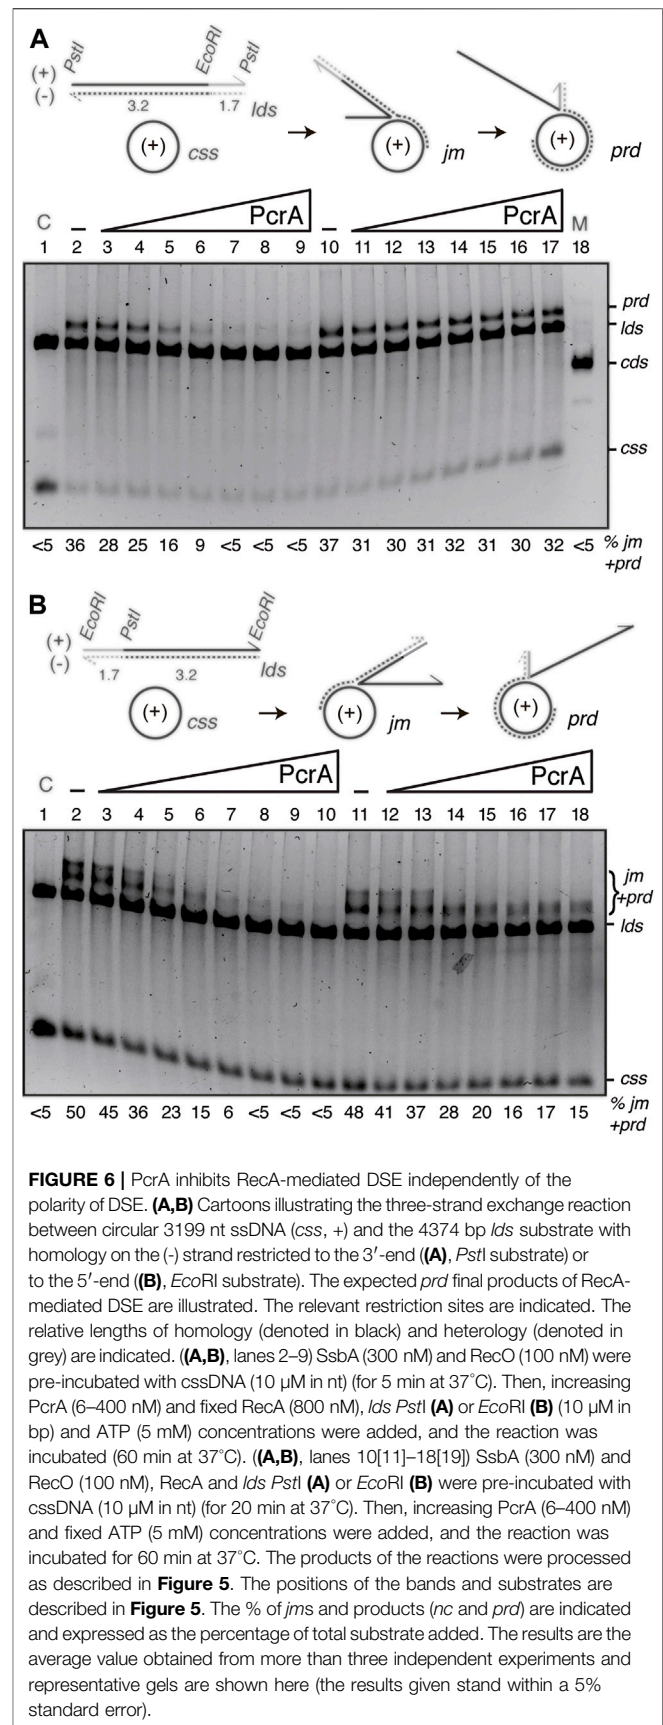 A
PstI EcoRI PstI
(+)
(-)
3.2 1.7 lds
(+) css (+) jm (+) prd
C – PcrA – PcrA M
1 2 3 4 5 6 7 8 9 10 11 12 13 14 15 16 17 18
prd
lds
cds
css
<5 36 28 25 16 9 <5 <5 <5 37 31 30 31 32 31 30 32 <5 % jm
+prd
B
EcoRI PstI EcoRI
(+)
(-)
1.7 3.2 lds
(+) css (+) jm (+) prd
C – PcrA – PcrA
1 2 3 4 5 6 7 8 9 10 11 12 13 14 15 16 17 18
jm
+prd
lds
css
<5 50 45 36 23 15 6 <5 <5 <5 48 41 37 28 20 16 17 15 % jm
+prd
FIGURE 6 | PcrA inhibits RecA-mediated DSE independently of the
polarity of DSE. (A,B) Cartoons illustrating the three-strand exchange reaction
between circular 3199 nt ssDNA (css, +) and the 4374 bp lds substrate with
homology on the (-) strand restricted to the 3′-end ((A), PstI substrate) or
to the 5′-end ((B), EcoRI substrate). The expected prd final products of RecA-
mediated DSE are illustrated. The relevant restriction sites are indicated. The
relative lengths of homology (denoted in black) and heterology (denoted in
grey) are indicated. ((A,B), lanes 2–9) SsbA (300 nM) and RecO (100 nM) were
pre-incubated with cssDNA (10 µM in nt) (for 5 min at 37°C). Then, increasing
PcrA (6–400 nM) and fixed RecA (800 nM), lds PstI (A) or EcoRI (B) (10 µM in
bp) and ATP (5 mM) concentrations were added, and the reaction was
incubated (60 min at 37°C). ((A,B), lanes 10[11]–18[19]) SsbA (300 nM) and
RecO (100 nM), RecA and lds PstI (A) or EcoRI (B) were pre-incubated with
cssDNA (10 µM in nt) (for 20 min at 37°C). Then, increasing PcrA (6–400 nM)
and fixed ATP (5 mM) concentrations were added, and the reaction was
incubated for 60 min at 37°C. The products of the reactions were processed
as described in Figure 5. The positions of the bands and substrates are
described in Figure 5. The % of jms and products (nc and prd) are indicated
and expressed as the percentage of total substrate added. The results are the
average value obtained from more than three independent experiments and
representative gels are shown here (the results given stand within a 5%
standard error).